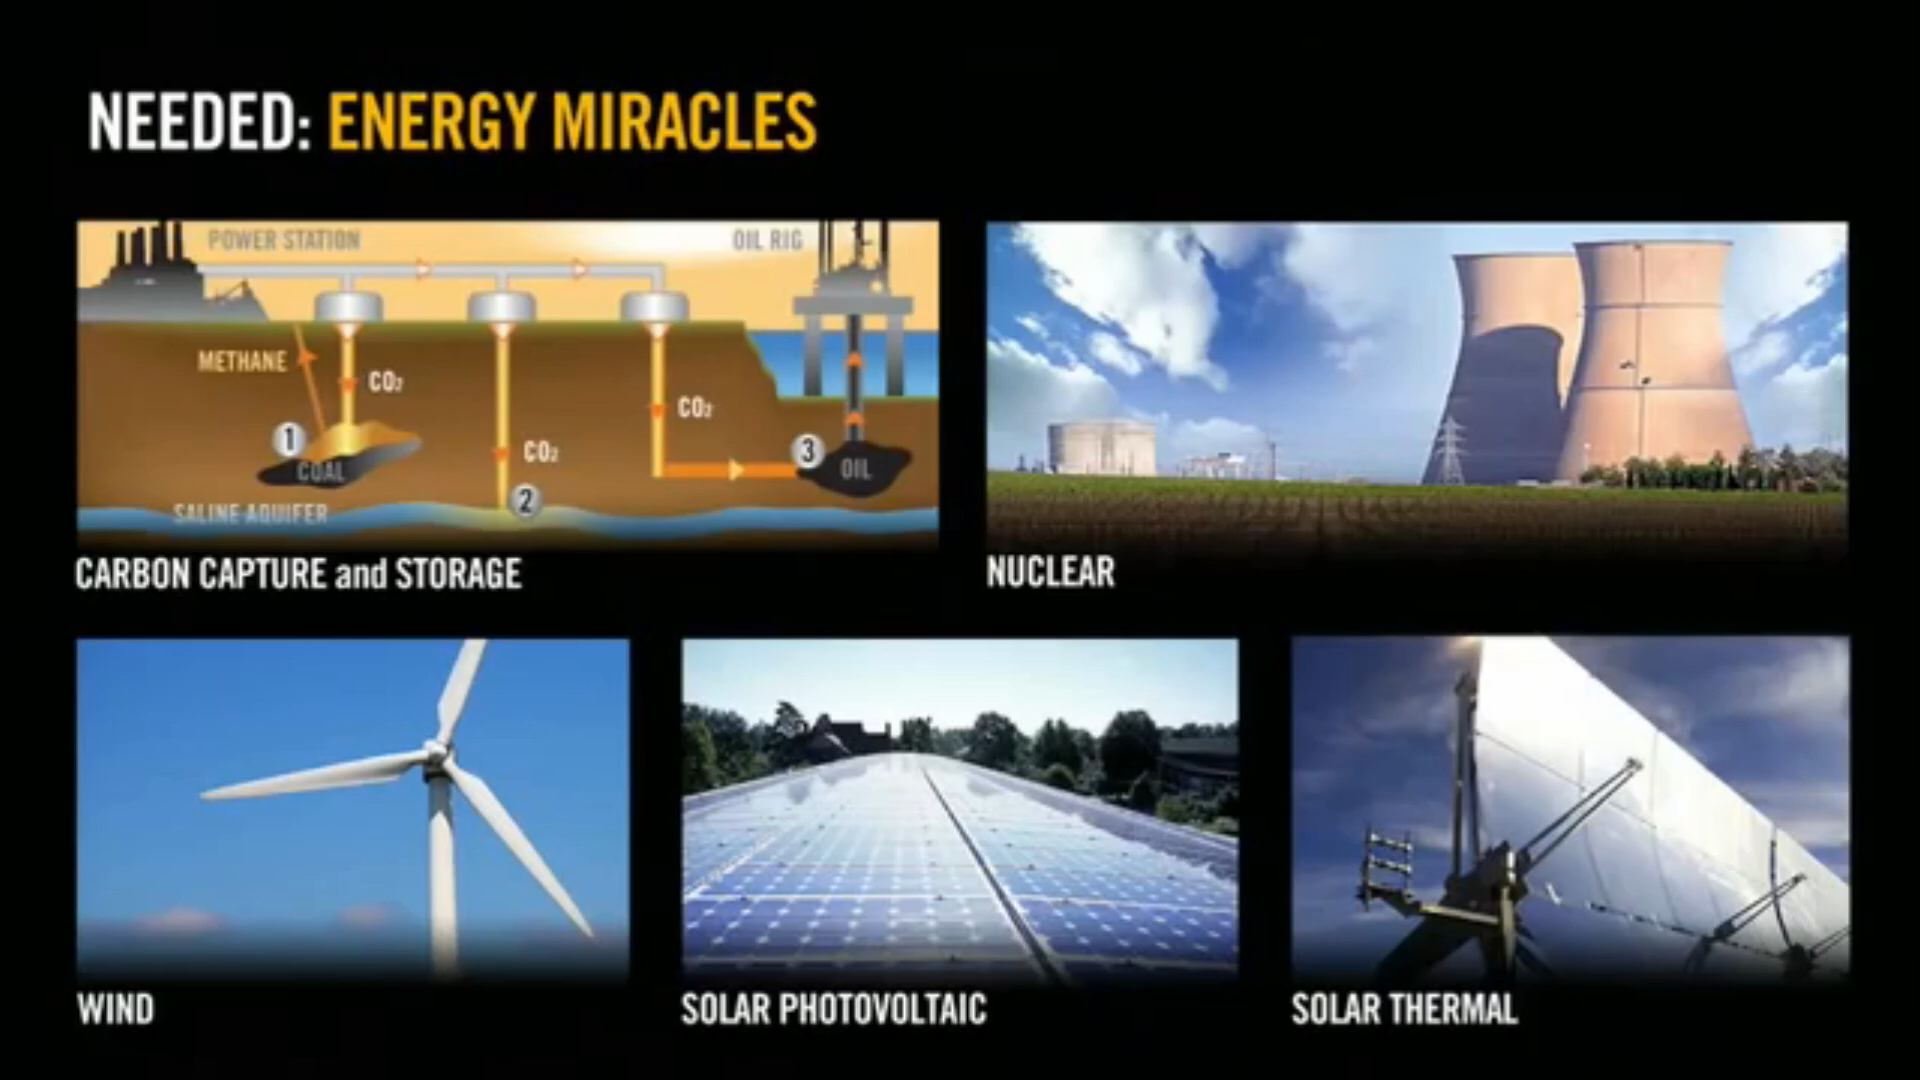 NEEDED: ENERGY MIRACLES
POWER STATION
OIL RIG
METHANE
CO₂
CO₂
CO₂
1
COAL
2
3
OIL
SALINE AQUIFER
CARBON CAPTURE and STORAGE
NUCLEAR
WIND
SOLAR PHOTOVOLTAIC
SOLAR THERMAL